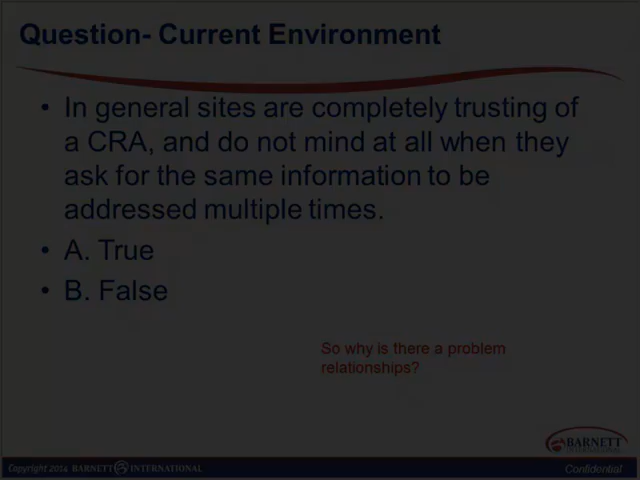 Question- Current Environment
• In general sites are completely trusting of
a CRA, and do not mind at all when they
ask for the same information to be
addressed multiple times.
• A. True
• B. False
So why is there a problem
relationships?
BARNETT
INTERNATIONAL
Copyright 2014 BARNETT INTERNATIONAL
Confidential